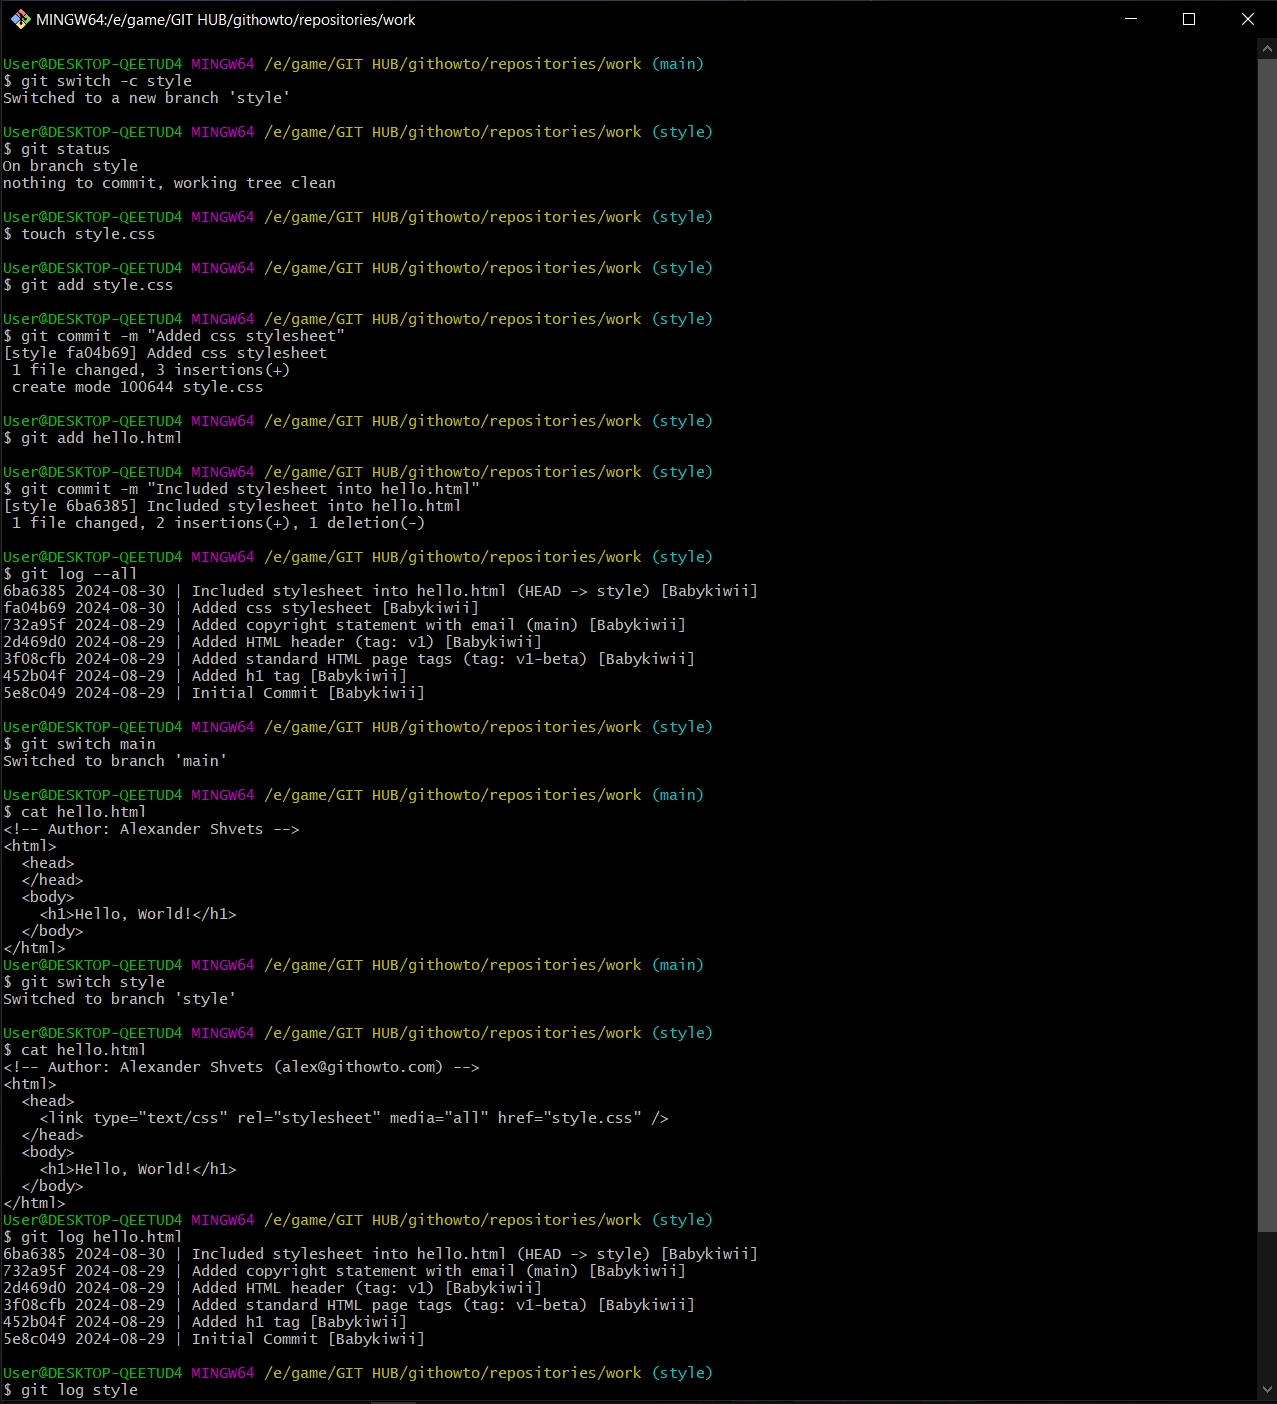 MINGW64:/e/game/GIT HUB/githowto/repositories/work
User@DESKTOP-QEETUD4 MINGW64 /e/game/GIT HUB/githowto/repositories/work (main)
$ git switch -c style
Switched to a new branch 'style'
User@DESKTOP-QEETUD4 MINGW64 /e/game/GIT HUB/githowto/repositories/work (style)
$ git status
On branch style
nothing to commit, working tree clean
User@DESKTOP-QEETUD4 MINGW64 /e/game/GIT HUB/githowto/repositories/work (style)
$ touch style.css
User@DESKTOP-QEETUD4 MINGW64 /e/game/GIT HUB/githowto/repositories/work (style)
$ git add style.css
User@DESKTOP-QEETUD4 MINGW64 /e/game/GIT HUB/githowto/repositories/work (style)
$ git commit -m "Added css stylesheet"
[style fa04b69] Added css stylesheet
 1 file changed, 3 insertions(+)
 create mode 100644 style.css
User@DESKTOP-QEETUD4 MINGW64 /e/game/GIT HUB/githowto/repositories/work (style)
$ git add hello.html
User@DESKTOP-QEETUD4 MINGW64 /e/game/GIT HUB/githowto/repositories/work (style)
$ git commit -m "Included stylesheet into hello.html"
[style 6ba6385] Included stylesheet into hello.html
 1 file changed, 2 insertions(+), 1 deletion(-)
User@DESKTOP-QEETUD4 MINGW64 /e/game/GIT HUB/githowto/repositories/work (style)
$ git log --all
6ba6385 2024-08-30 | Included stylesheet into hello.html (HEAD -> style) [Babykiwii]
fa04b69 2024-08-30 | Added css stylesheet [Babykiwii]
732a95f 2024-08-29 | Added copyright statement with email (main) [Babykiwii]
2d469d0 2024-08-29 | Added HTML header (tag: v1) [Babykiwii]
3f08cfb 2024-08-29 | Added standard HTML page tags (tag: v1-beta) [Babykiwii]
452b04f 2024-08-29 | Added h1 tag [Babykiwii]
5e8c049 2024-08-29 | Initial Commit [Babykiwii]
User@DESKTOP-QEETUD4 MINGW64 /e/game/GIT HUB/githowto/repositories/work (style)
$ git switch main
Switched to branch 'main'
User@DESKTOP-QEETUD4 MINGW64 /e/game/GIT HUB/githowto/repositories/work (main)
$ cat hello.html
<!-- Author: Alexander Shvets -->
<html>
  <head>
  </head>
  <body>
    <h1>Hello, World!</h1>
  </body>
</html>
User@DESKTOP-QEETUD4 MINGW64 /e/game/GIT HUB/githowto/repositories/work (main)
$ git switch style
Switched to branch 'style'
User@DESKTOP-QEETUD4 MINGW64 /e/game/GIT HUB/githowto/repositories/work (style)
$ cat hello.html
<!-- Author: Alexander Shvets (alex@githowto.com) -->
<html>
  <head>
    <link type="text/css" rel="stylesheet" media="all" href="style.css" />
  </head>
  <body>
    <h1>Hello, World!</h1>
  </body>
</html>
User@DESKTOP-QEETUD4 MINGW64 /e/game/GIT HUB/githowto/repositories/work (style)
$ git log hello.html
6ba6385 2024-08-30 | Included stylesheet into hello.html (HEAD -> style) [Babykiwii]
732a95f 2024-08-29 | Added copyright statement with email (main) [Babykiwii]
2d469d0 2024-08-29 | Added HTML header (tag: v1) [Babykiwii]
3f08cfb 2024-08-29 | Added standard HTML page tags (tag: v1-beta) [Babykiwii]
452b04f 2024-08-29 | Added h1 tag [Babykiwii]
5e8c049 2024-08-29 | Initial Commit [Babykiwii]
User@DESKTOP-QEETUD4 MINGW64 /e/game/GIT HUB/githowto/repositories/work (style)
$ git log style